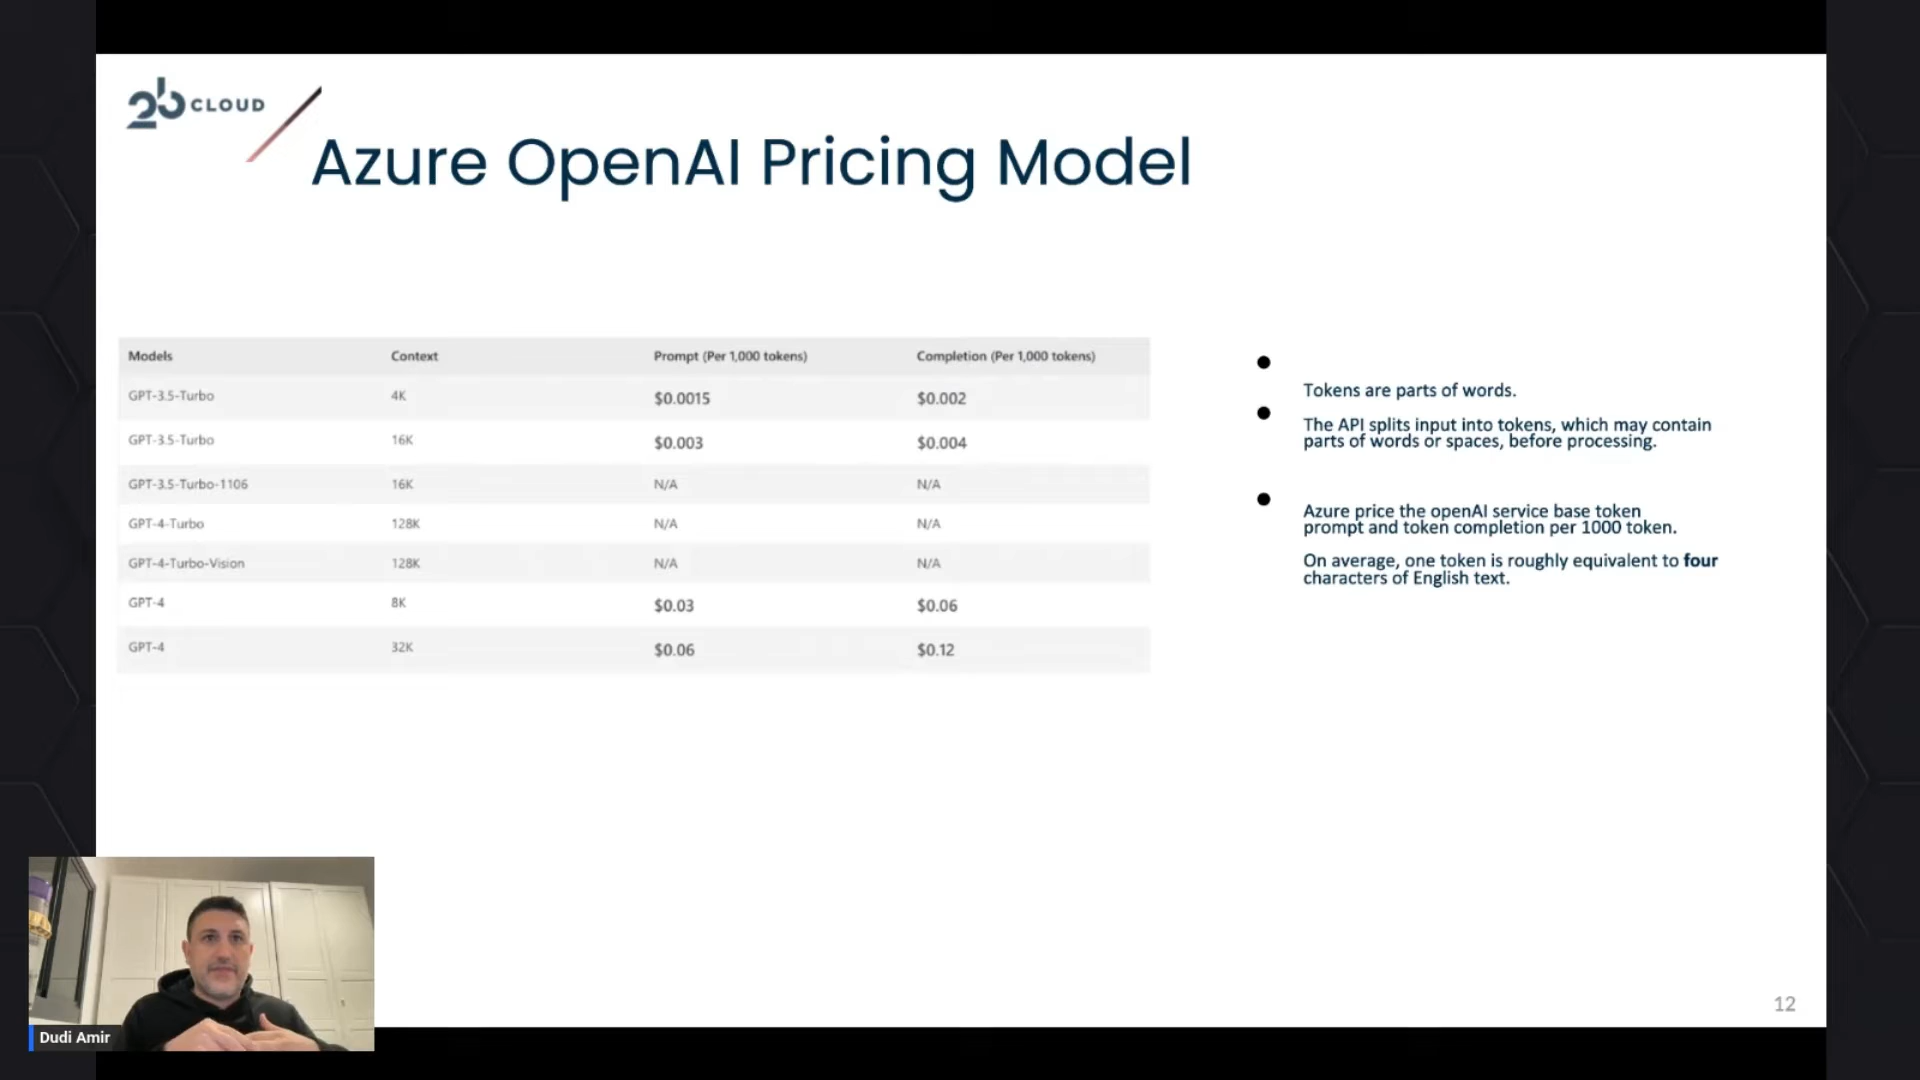 2b CLOUD
Azure OpenAI Pricing Model
Models Context Prompt (Per 1,000 tokens) Completion (Per 1,000 tokens)
GPT-3.5-Turbo 4K $0.0015 $0.002
GPT-3.5-Turbo 16K $0.003 $0.004
GPT-3.5-Turbo-1106 16K N/A N/A
GPT-4-Turbo 128K N/A N/A
GPT-4-Turbo-Vision 128K N/A N/A
GPT-4 8K $0.03 $0.06
GPT-4 32K $0.06 $0.12
Tokens are parts of words.
The API splits input into tokens, which may contain
parts of words or spaces, before processing.
Azure price the openAI service base token
prompt and token completion per 1000 token.
On average, one token is roughly equivalent to four
characters of English text.
12
Dudi Amir